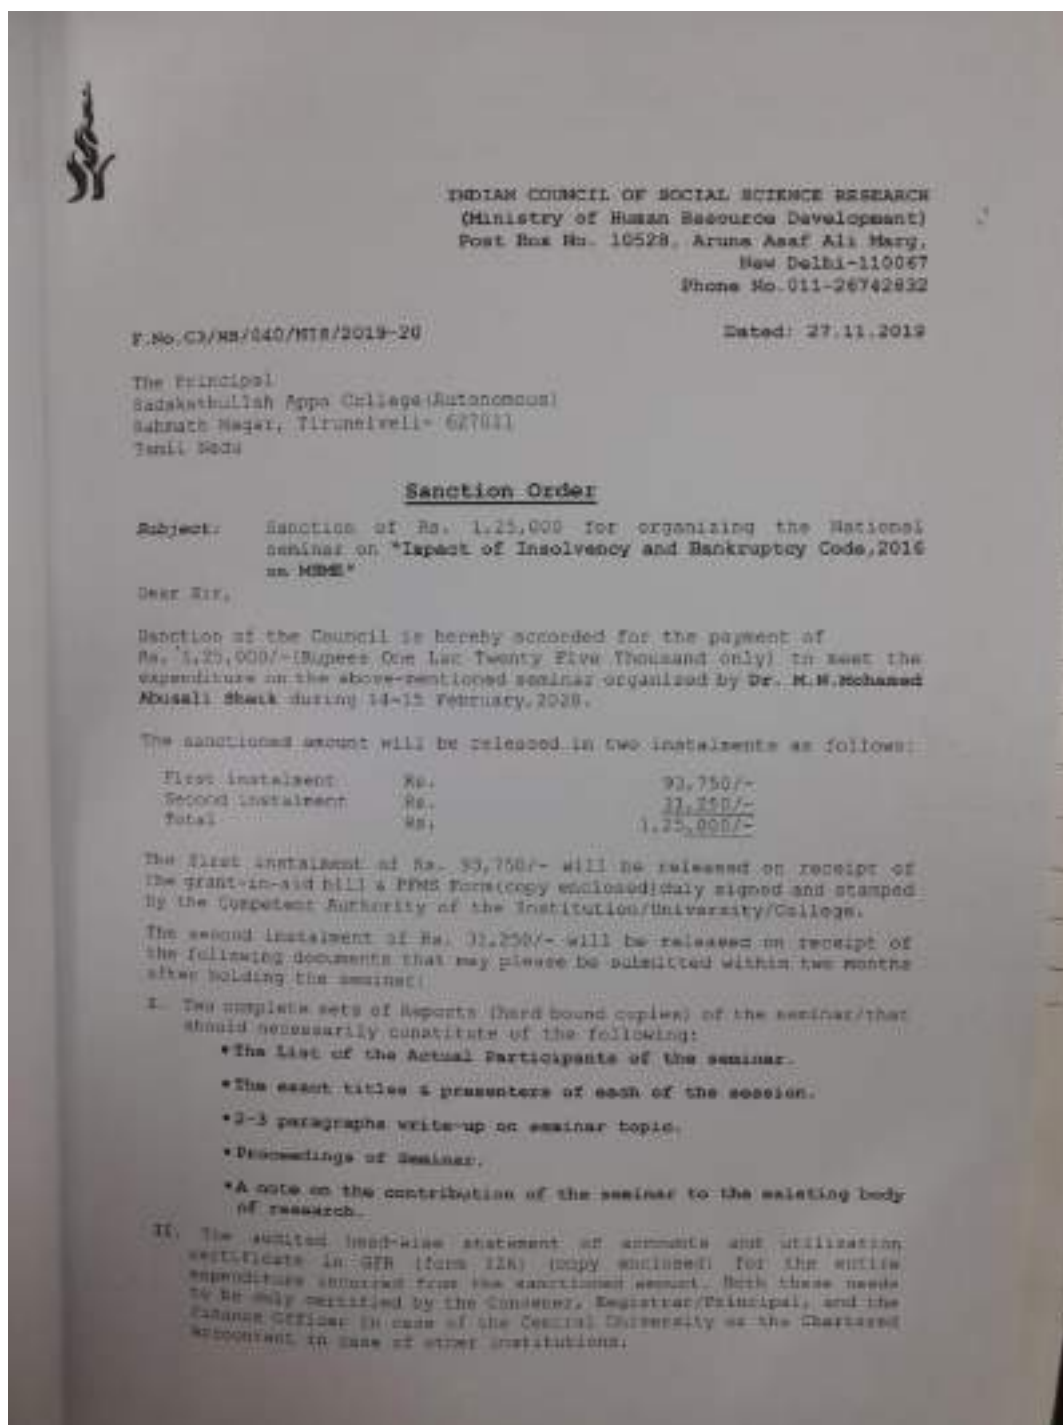 INDIAN COUNCIL OF SOCIAL SCIENCE RESEARCH
(Ministry of Human Resource Development)
Post Box No. 10528, Aruna Asaf Ali Marg,
New Delhi-110067
Phone No.011-26742832
F.No.C3/NS/040/MTS/2019-20
Dated: 27.11.2019
The Principal
Sadakathullah Appa College(Autonomous)
Rahmath Nagar, Tirunelveli- 627011
Tamil Nadu
Sanction Order
Subject: Sanction of Rs. 1,25,000 for organizing the National
seminar on "Impact of Insolvency and Bankruptcy Code,2016
on MSME"
Dear Sir,
Sanction of the Council is hereby accorded for the payment of
Rs. 1,25,000/-(Rupees One Lac Twenty Five Thousand only) to meet the
expenditure on the above-mentioned seminar organized by Dr. M.N.Mohamed
Abusali Sheik during 14-15 February,2020.
The sanctioned amount will be released in two instalments as follows:
First instalment Rs. 93,750/-
Second instalment Rs. 31,250/-
Total Rs. 1,25,000/-
The first instalment of Rs. 93,750/- will be released on receipt of
the grant-in-aid bill & PFMS Form(copy enclosed)duly signed and stamped
by the Competent Authority of the Institution/University/College.
The second instalment of Rs. 31,250/- will be released on receipt of
the following documents that may please be submitted within two months
after holding the seminar:
I. Two complete sets of Reports (hard bound copies) of the seminar/that
should necessarily constitute of the following:
•The List of the Actual Participants of the seminar.
•The exact titles & presenters of each of the session.
•2-3 paragraphs write-up on seminar topic.
•Proceedings of Seminar.
•A note on the contribution of the seminar to the existing body
of research.
II. The audited head-wise statement of accounts and utilization
certificate in GFR (form 12A) (copy enclosed) for the entire
expenditure incurred from the sanctioned amount. Both these needs
to be duly certified by the Convener, Registrar/Principal, and the
Finance Officer in case of the Central University or the Chartered
Accountant in case of other institutions.